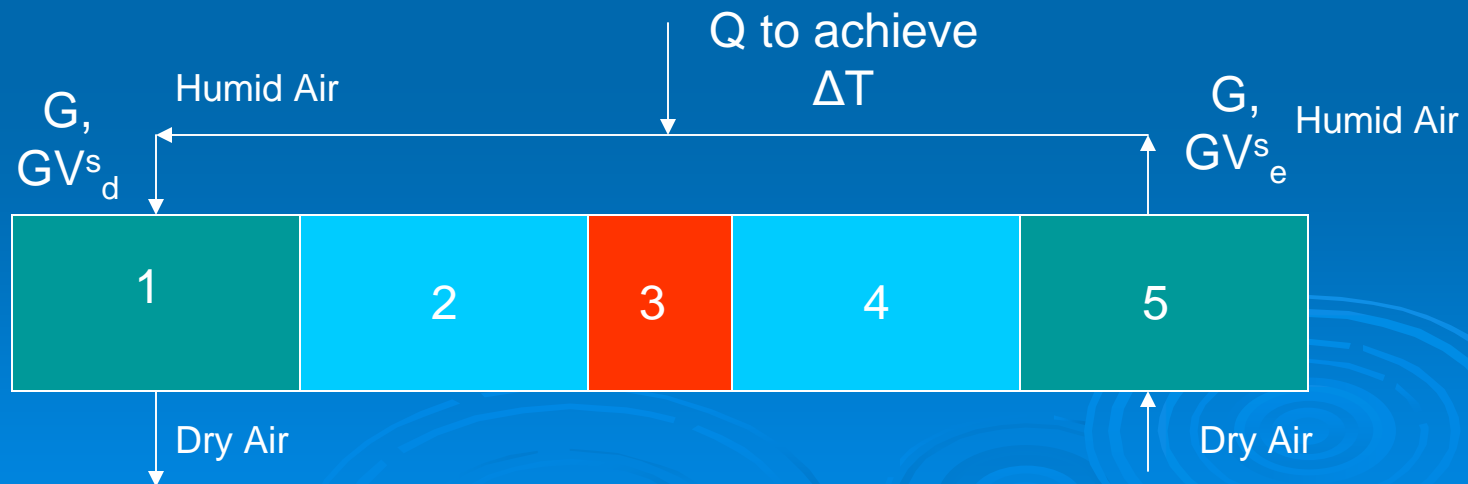 Q to achieve
ΔT
Humid Air
G,
GVˢd
G,
GVˢe
Humid Air
1
2
3
4
5
Dry Air
Dry Air